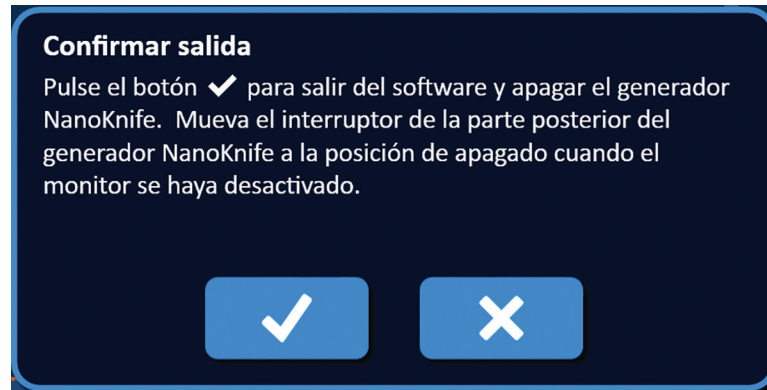 Confirmar salida
Pulse el botón ✔ para salir del software y apagar el generador
NanoKnife.  Mueva el interruptor de la parte posterior del
generador NanoKnife a la posición de apagado cuando el
monitor se haya desactivado.